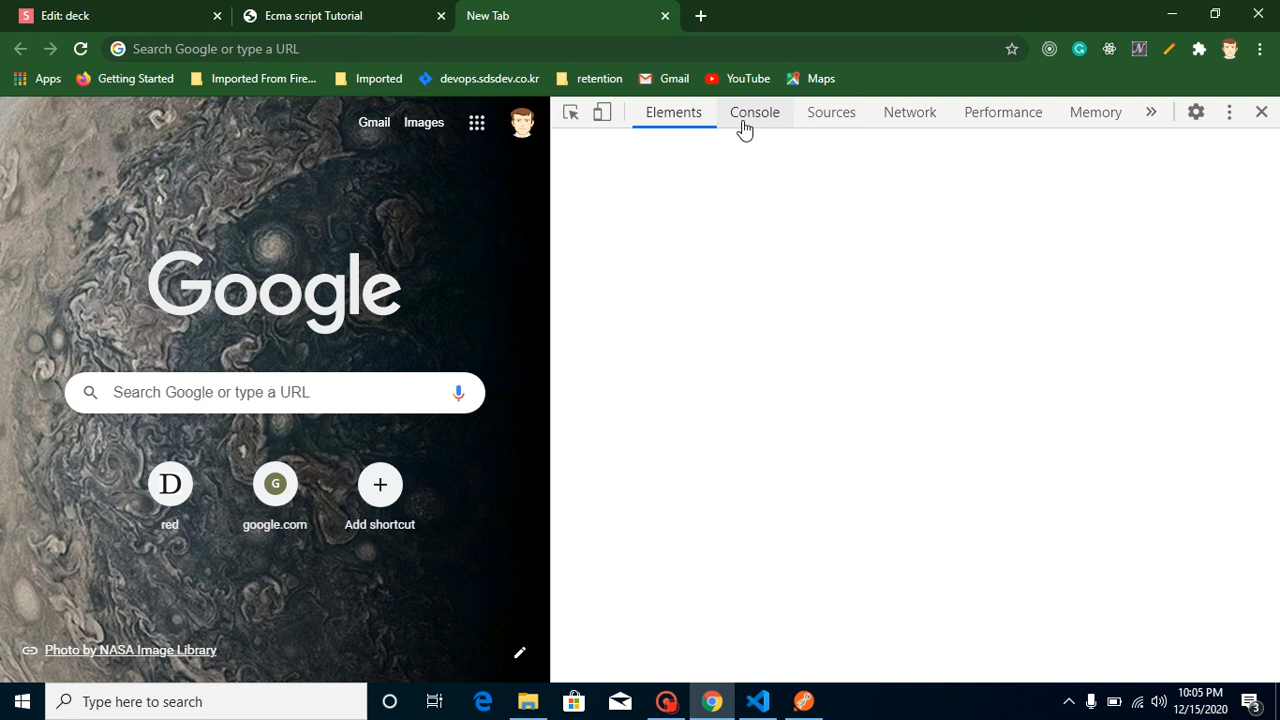 Edit: deck
Ecma script Tutorial
New Tab
Search Google or type a URL
Apps
Getting Started
Imported From Fire...
Imported
devops.sdsdev.co.kr
retention
Gmail
YouTube
Maps
Gmail Images
Elements Console Sources Network Performance Memory
Google
Search Google or type a URL
D
G
red
google.com
Add shortcut
Photo by NASA Image Library
Type here to search
10:05 PM
12/15/2020
3